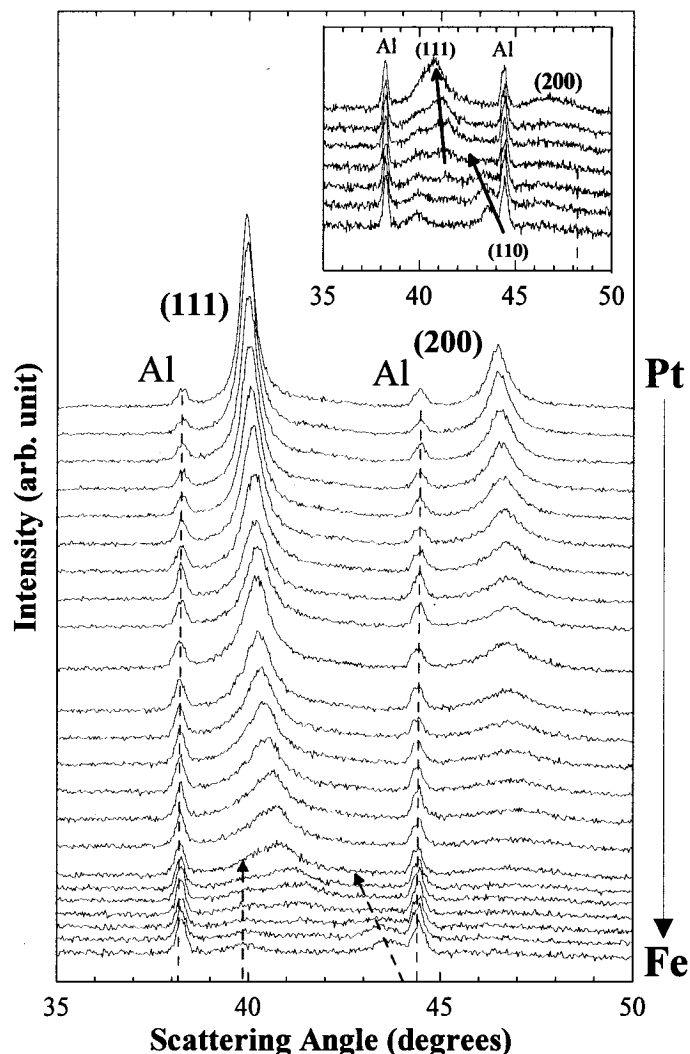 Al (111) Al
(200)
(110)
35 40 45 50
(111)
Al Al (200)
Pt
Fe
Intensity (arb. unit)
35 40 45 50
Scattering Angle (degrees)